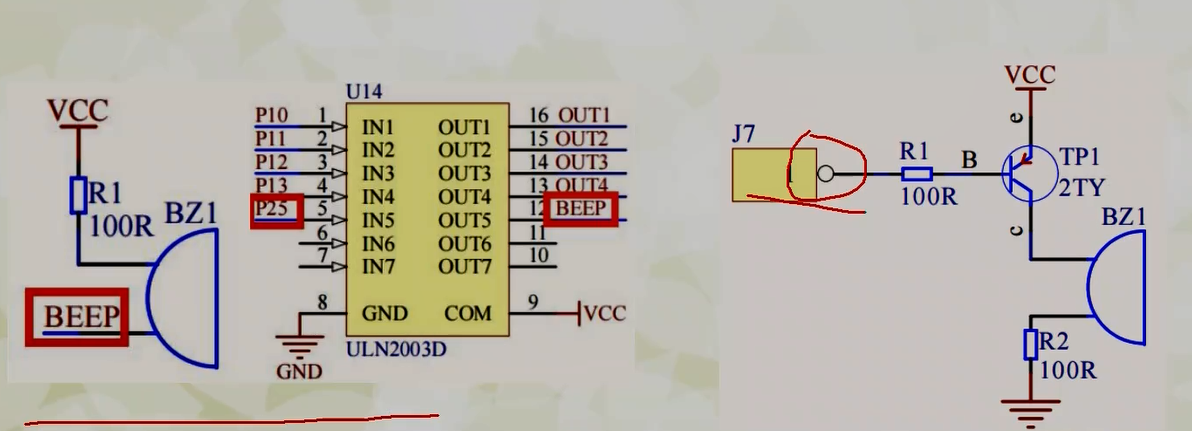 VCC
R1
100R
BZ1
BEEP
U14
P10 1 IN1 OUT1 16 OUT1
P11 2 IN2 OUT2 15 OUT2
P12 3 IN3 OUT3 14 OUT3
P13 4 IN4 OUT4 13 OUT4
P25 5 IN5 OUT5 12 BEEP
6 IN6 OUT6 11
7 IN7 OUT7 10
8 GND COM 9 VCC
ULN2003D
GND
VCC
e
J7
1
R1
100R
B
TP1
2TY
c
BZ1
R2
100R